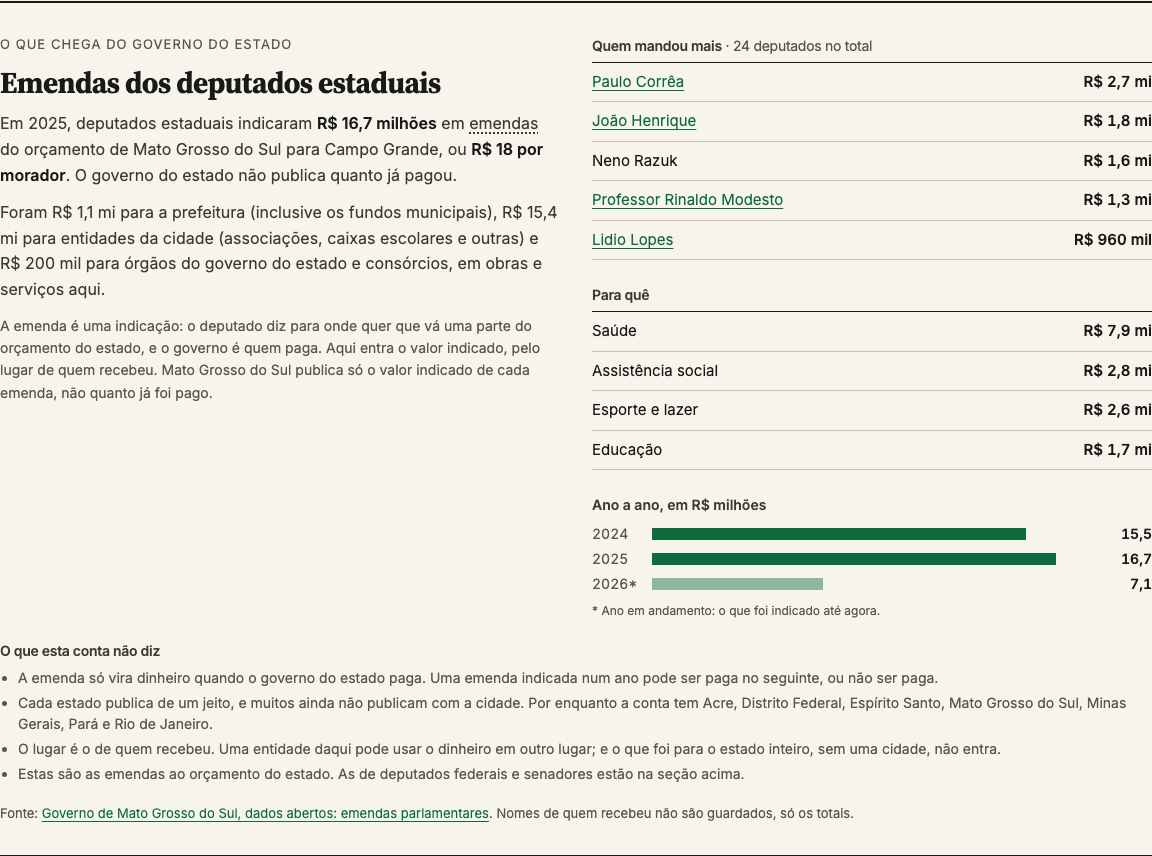 O QUE CHEGA DO GOVERNO DO ESTADO
Emendas dos deputados estaduais
Em 2025, deputados estaduais indicaram R$ 16,7 milhões em emendas
do orçamento de Mato Grosso do Sul para Campo Grande, ou R$ 18 por
morador. O governo do estado não publica quanto já pagou.
Foram R$ 1,1 mi para a prefeitura (inclusive os fundos municipais), R$ 15,4
mi para entidades da cidade (associações, caixas escolares e outras) e
R$ 200 mil para órgãos do governo do estado e consórcios, em obras e
serviços aqui.
A emenda é uma indicação: o deputado diz para onde quer que vá uma parte do
orçamento do estado, e o governo é quem paga. Aqui entra o valor indicado, pelo
lugar de quem recebeu. Mato Grosso do Sul publica só o valor indicado de cada
emenda, não quanto já foi pago.
Quem mandou mais · 24 deputados no total
Paulo Corrêa R$ 2,7 mi
João Henrique R$ 1,8 mi
Neno Razuk R$ 1,6 mi
Professor Rinaldo Modesto R$ 1,3 mi
Lidio Lopes R$ 960 mil
Para quê
Saúde R$ 7,9 mi
Assistência social R$ 2,8 mi
Esporte e lazer R$ 2,6 mi
Educação R$ 1,7 mi
Ano a ano, em R$ milhões
2024 15,5
2025 16,7
2026* 7,1
* Ano em andamento: o que foi indicado até agora.
O que esta conta não diz
• A emenda só vira dinheiro quando o governo do estado paga. Uma emenda indicada num ano pode ser paga no seguinte, ou não ser paga.
• Cada estado publica de um jeito, e muitos ainda não publicam com a cidade. Por enquanto a conta tem Acre, Distrito Federal, Espírito Santo, Mato Grosso do Sul, Minas
Gerais, Pará e Rio de Janeiro.
• O lugar é o de quem recebeu. Uma entidade daqui pode usar o dinheiro em outro lugar; e o que foi para o estado inteiro, sem uma cidade, não entra.
• Estas são as emendas ao orçamento do estado. As de deputados federais e senadores estão na seção acima.
Fonte: Governo de Mato Grosso do Sul, dados abertos: emendas parlamentares. Nomes de quem recebeu não são guardados, só os totais.